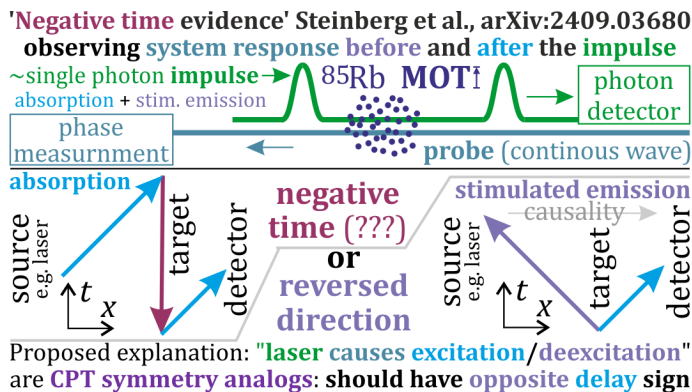 'Negative time evidence' Steinberg et al., arXiv:2409.03680
observing system response before and after the impulse
~single photon impulse
absorption + stim. emission
85Rb MOT
photon
detector
phase
measurnment
probe (continous wave)
absorption
source
e.g. laser
target
detector
t
x
negative
time (???)
or
reversed
direction
stimulated emission
causality
source
e.g. laser
target
detector
t
x
Proposed explanation: "laser causes excitation/deexcitation"
are CPT symmetry analogs: should have opposite delay sign